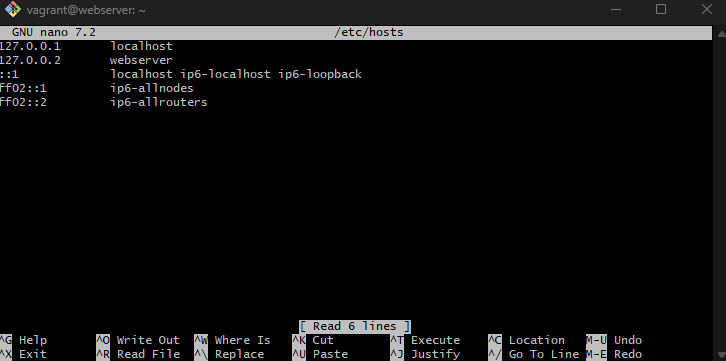 vagrant@webserver: ~
GNU nano 7.2 /etc/hosts
127.0.0.1 localhost
127.0.0.2 webserver
::1 localhost ip6-localhost ip6-loopback
ff02::1 ip6-allnodes
ff02::2 ip6-allrouters
[ Read 6 lines ]
^G Help ^O Write Out ^W Where Is ^K Cut ^T Execute ^C Location M-U Undo
^X Exit ^R Read File ^\ Replace ^U Paste ^J Justify ^/ Go To Line M-E Redo